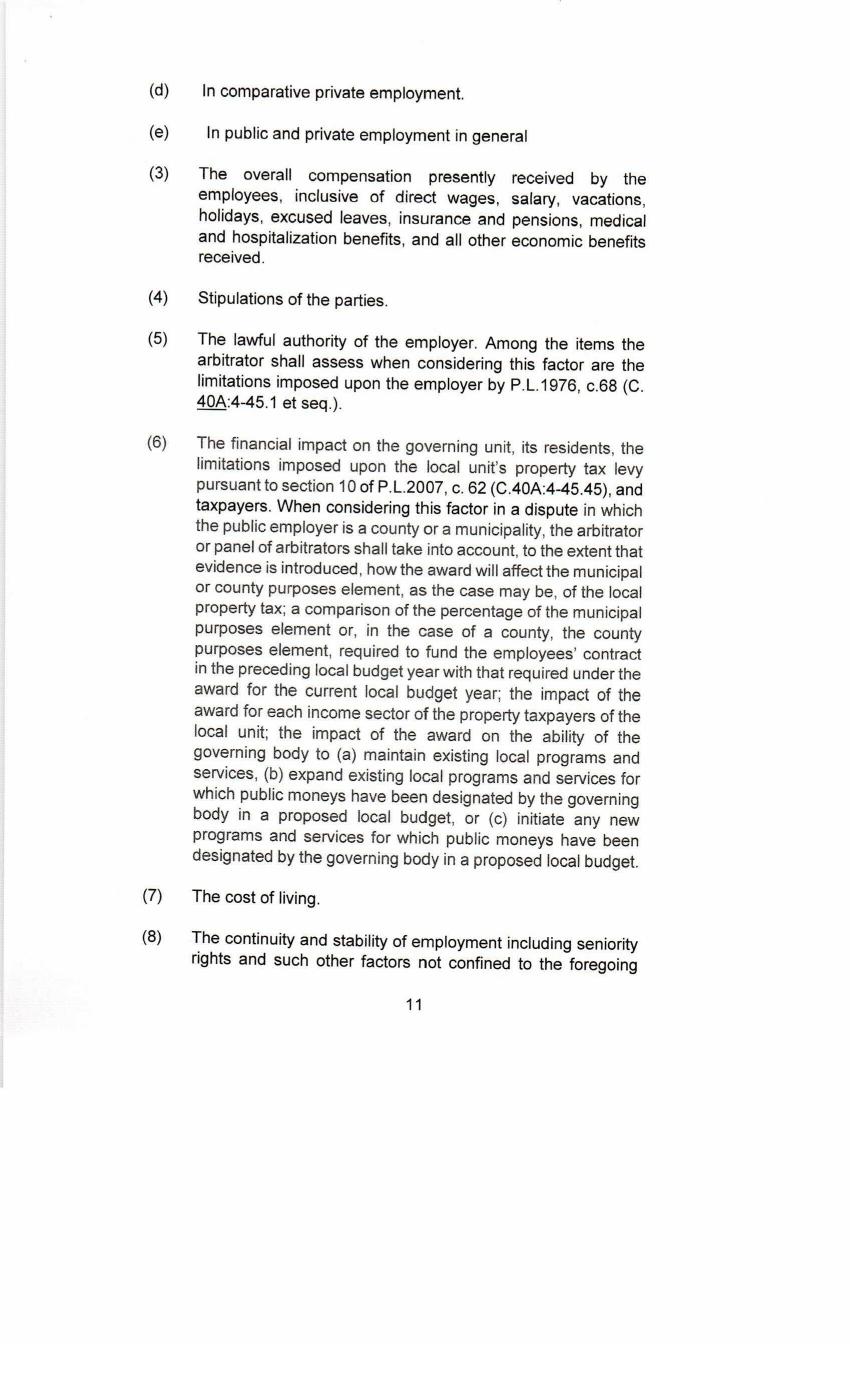 (d) In comparative private employment.
(e) In public and private employment in general
(3) The overall compensation presently received by the
employees, inclusive of direct wages, salary, vacations,
holidays, excused leaves, insurance and pensions, medical
and hospitalization benefits, and all other economic benefits
received.
(4) Stipulations of the parties.
(5) The lawful authority of the employer. Among the items the
arbitrator shall assess when considering this factor are the
limitations imposed upon the employer by P.L.1976, c.68 (C.
40A:4-45.1 et seq.).
(6) The financial impact on the governing unit, its residents, the
limitations imposed upon the local unit's property tax levy
pursuant to section 10 of P.L.2007, c. 62 (C.40A:4-45.45), and
taxpayers. When considering this factor in a dispute in which
the public employer is a county or a municipality, the arbitrator
or panel of arbitrators shall take into account, to the extent that
evidence is introduced, how the award will affect the municipal
or county purposes element, as the case may be, of the local
property tax; a comparison of the percentage of the municipal
purposes element or, in the case of a county, the county
purposes element, required to fund the employees' contract
in the preceding local budget year with that required under the
award for the current local budget year; the impact of the
award for each income sector of the property taxpayers of the
local unit; the impact of the award on the ability of the
governing body to (a) maintain existing local programs and
services, (b) expand existing local programs and services for
which public moneys have been designated by the governing
body in a proposed local budget, or (c) initiate any new
programs and services for which public moneys have been
designated by the governing body in a proposed local budget.
(7) The cost of living.
(8) The continuity and stability of employment including seniority
rights and such other factors not confined to the foregoing
11